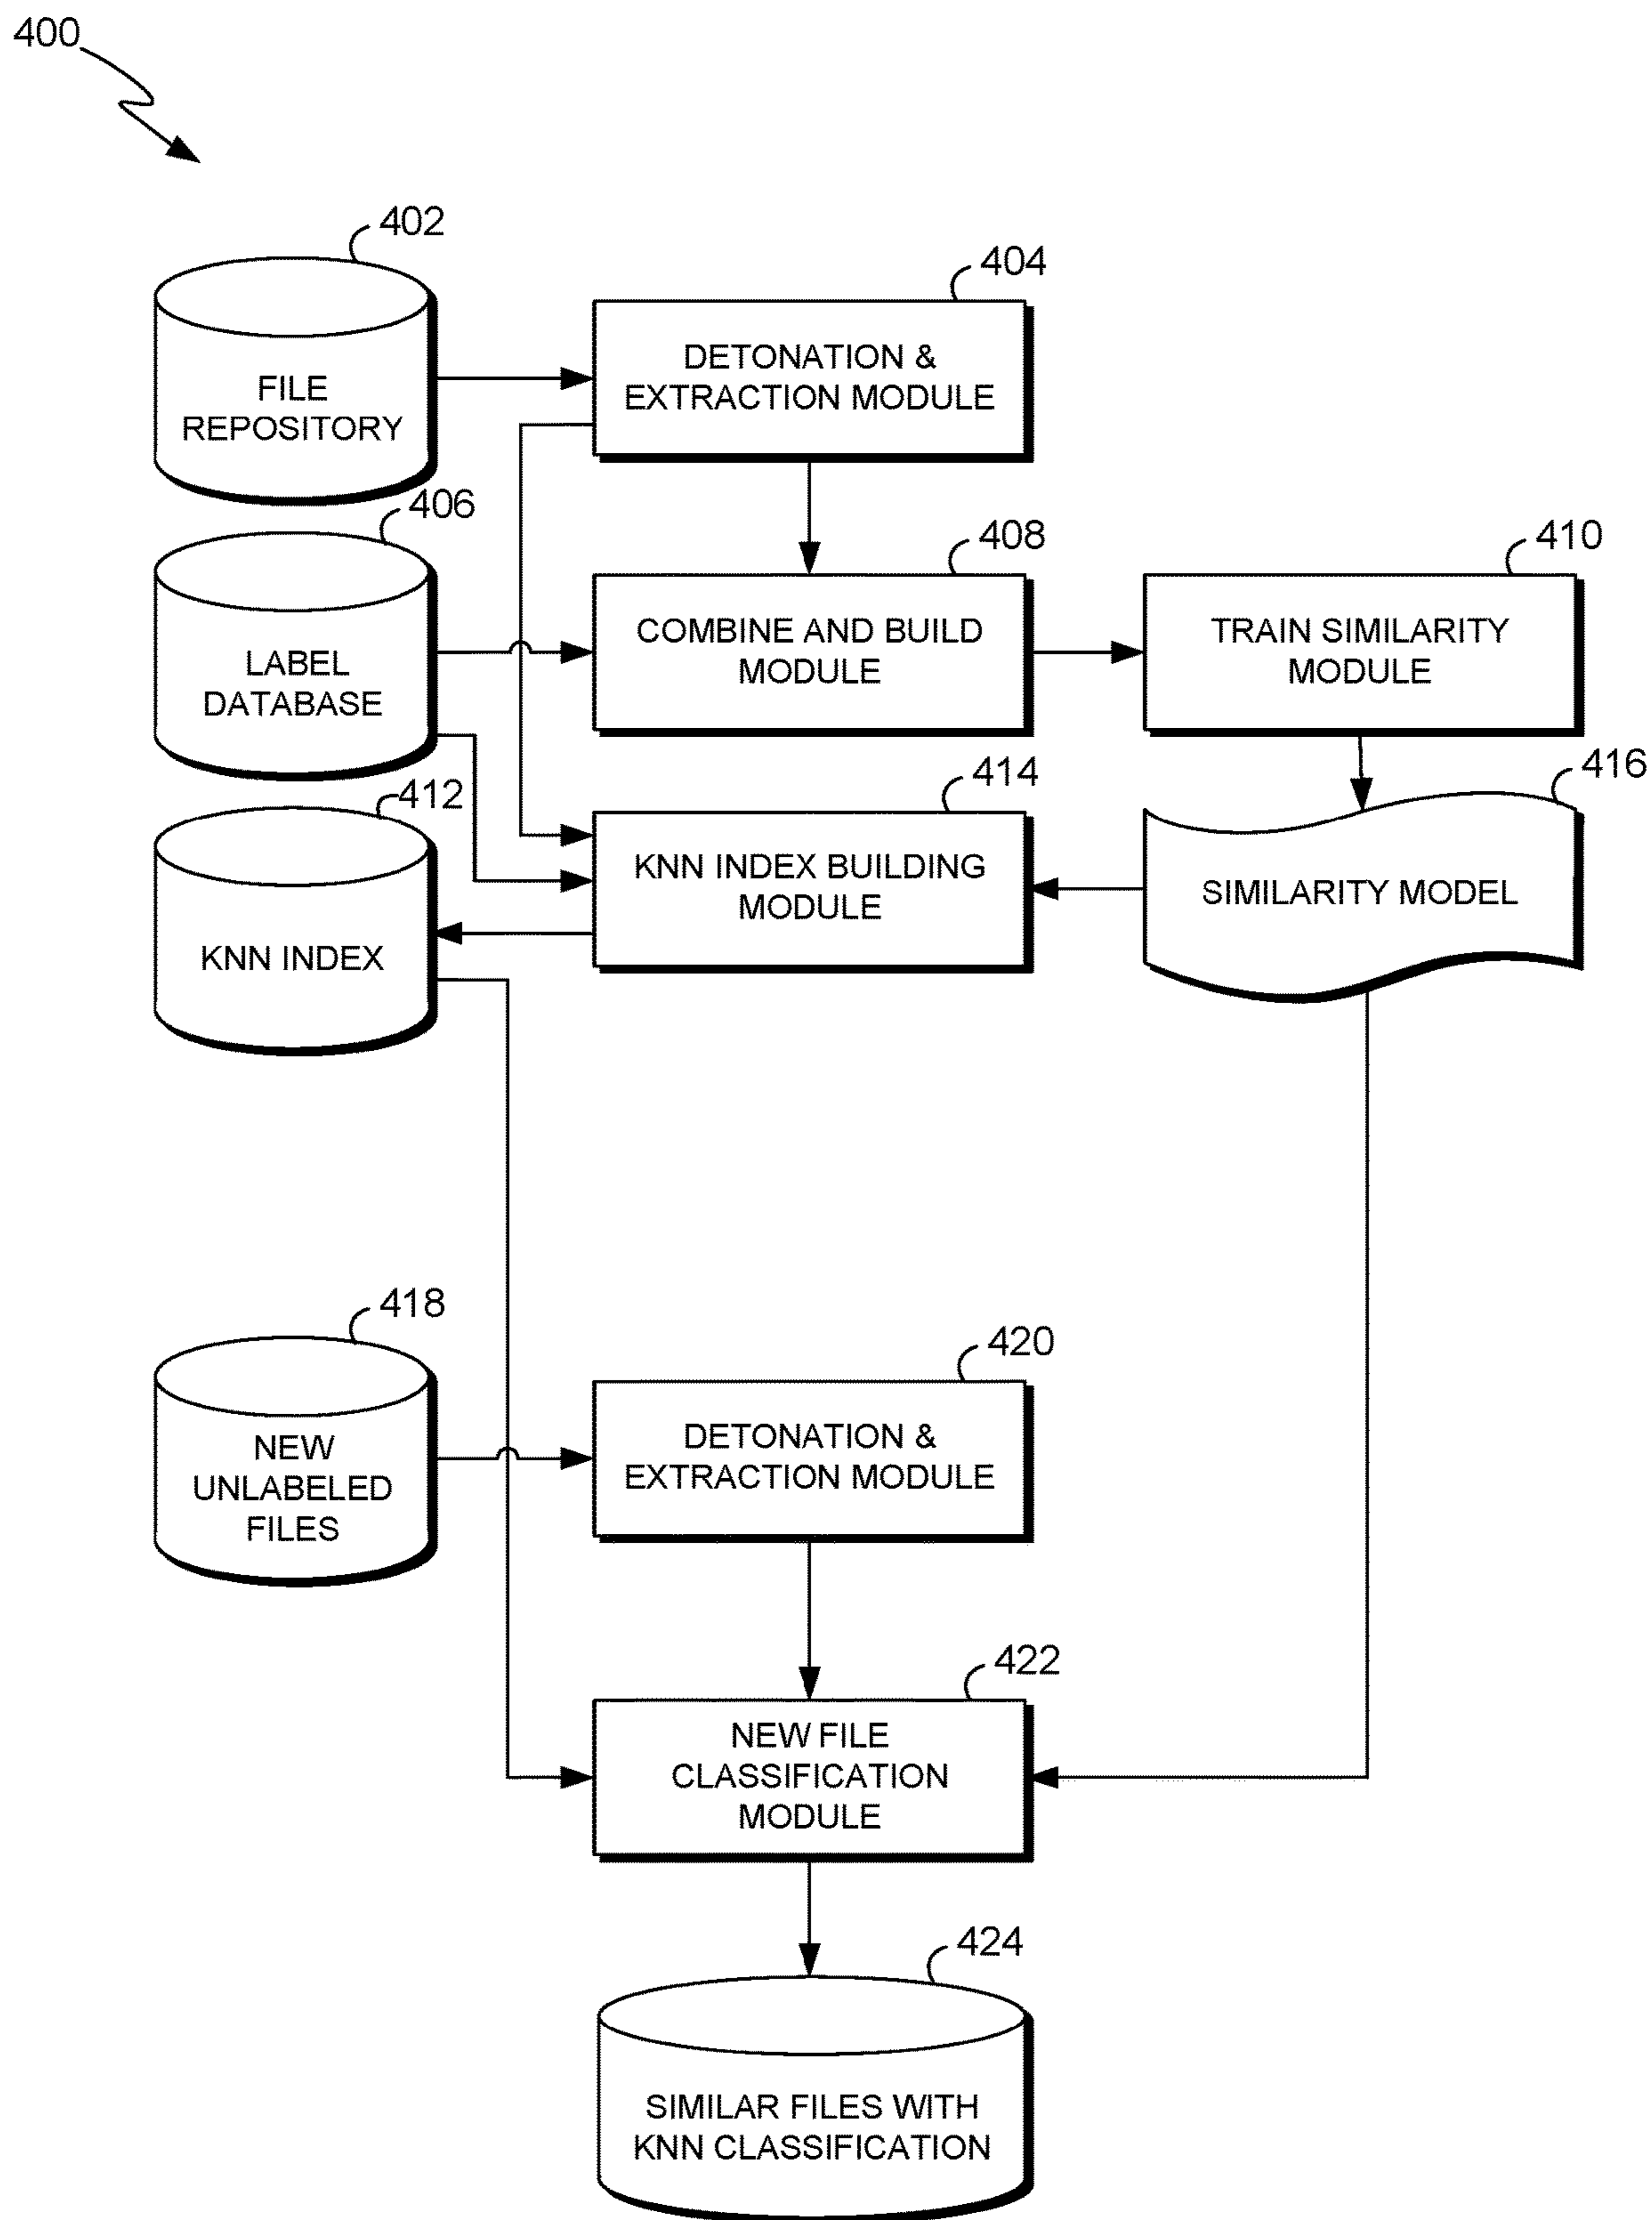 400
402
FILE
REPOSITORY
404
DETONATION &
EXTRACTION MODULE
406
LABEL
DATABASE
408
COMBINE AND BUILD
MODULE
410
TRAIN SIMILARITY
MODULE
412
KNN INDEX
414
KNN INDEX BUILDING
MODULE
416
SIMILARITY MODEL
418
NEW
UNLABELED
FILES
420
DETONATION &
EXTRACTION MODULE
422
NEW FILE
CLASSIFICATION
MODULE
424
SIMILAR FILES WITH
KNN CLASSIFICATION